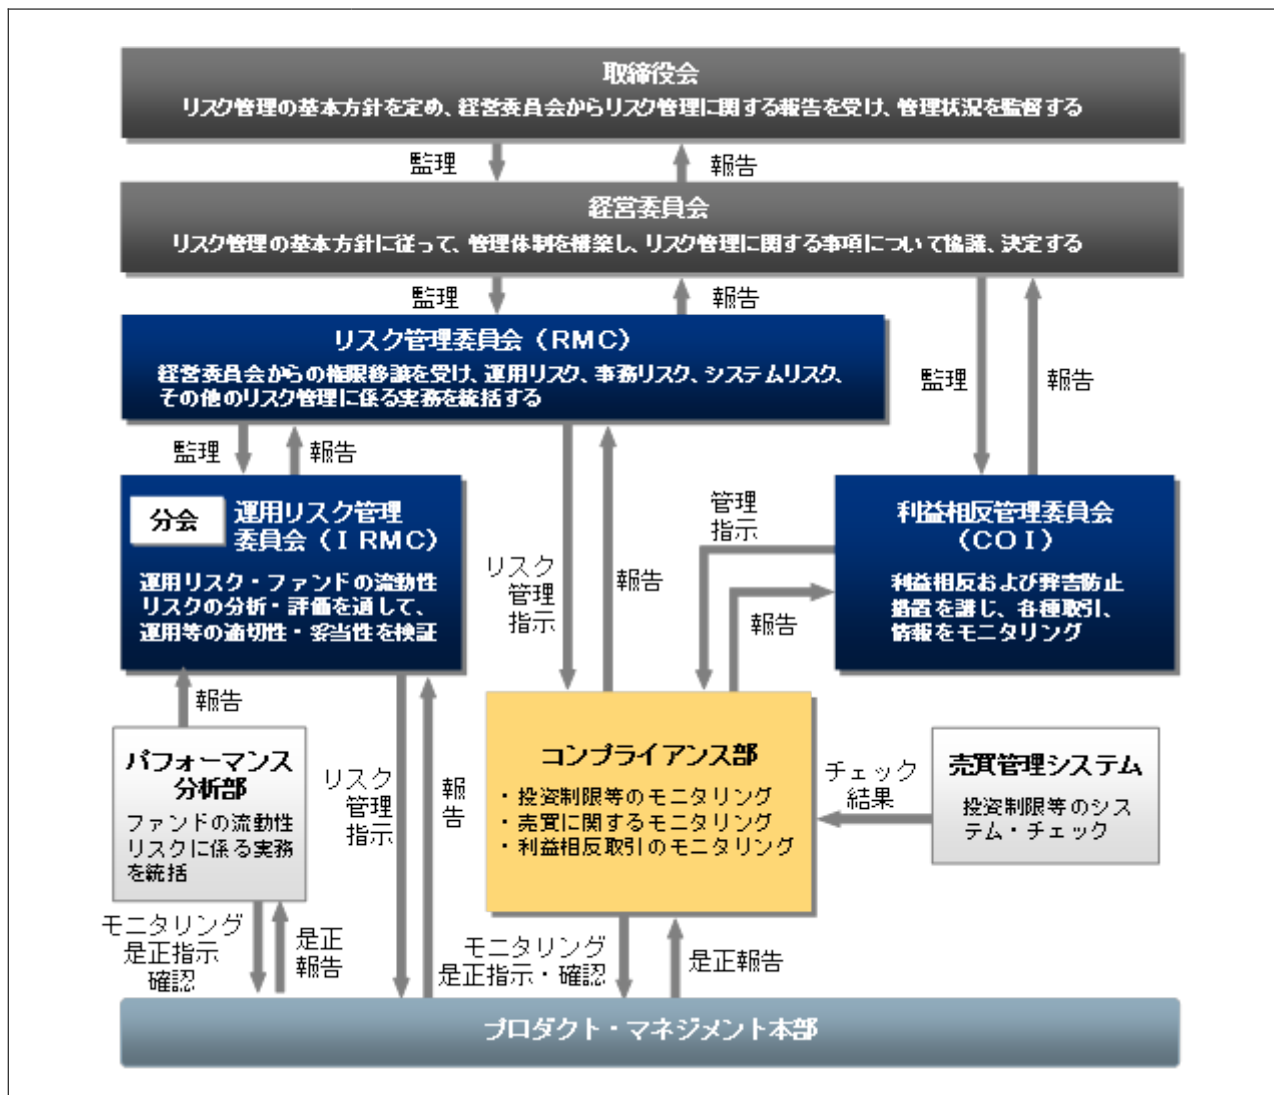 取締役会
リスク管理の基本方針を定め、経営委員会からリスク管理に関する報告を受け、管理状況を監督する
監理
報告
経営委員会
リスク管理の基本方針に従って、管理体制を構築し、リスク管理に関する事項について協議、決定する
監理
報告
リスク管理委員会（RMC）
経営委員会からの権限移譲を受け、運用リスク、事務リスク、システムリスク、
その他のリスク管理に係る実務を統括する
監理
報告
監理
報告
分会
運用リスク管理
委員会（IRMC）
運用リスク・ファンドの流動性
リスクの分析・評価を通して、
運用等の適切性・妥当性を検証
リスク
管理
指示
報告
管理
指示
報告
利益相反管理委員会
（COI）
利益相反および弊害防止
措置を講じ、各種取引、
情報をモニタリング
報告
パフォーマンス
分析部
ファンドの流動性
リスクに係る実務
を統括
リスク
管理
指示
報
告
コンプライアンス部
・投資制限等のモニタリング
・売買に関するモニタリング
・利益相反取引のモニタリング
チェック
結果
売買管理システム
投資制限等のシス
テム・チェック
モニタリング
是正指示
確認
是正
報告
モニタリング
是正指示・確認
是正報告
プロダクト・マネジメント本部